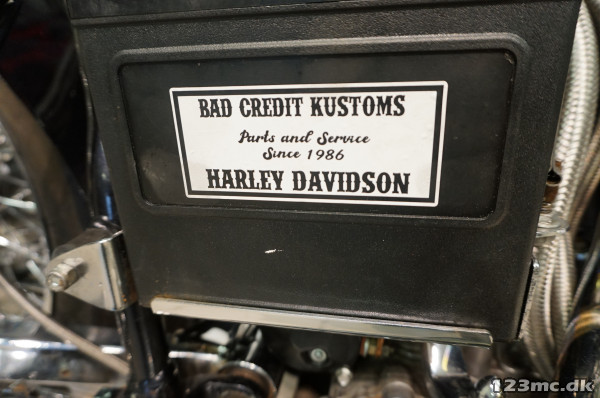 BAD CREDIT KUSTOMS
Parts and Service
Since 1986
HARLEY DAVIDSON
123mc.dk